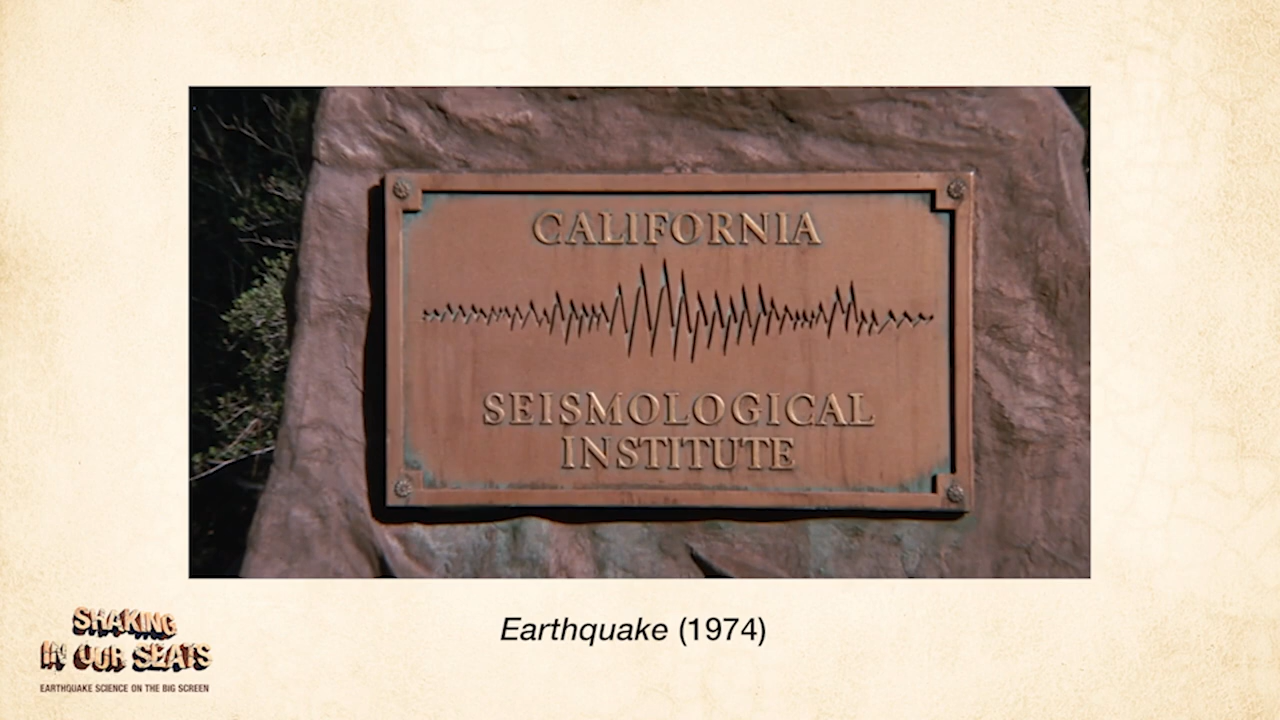 CALIFORNIA
SEISMOLOGICAL
INSTITUTE
Earthquake (1974)
SHAKING
IN OUR SEATS
EARTHQUAKE SCIENCE ON THE BIG SCREEN